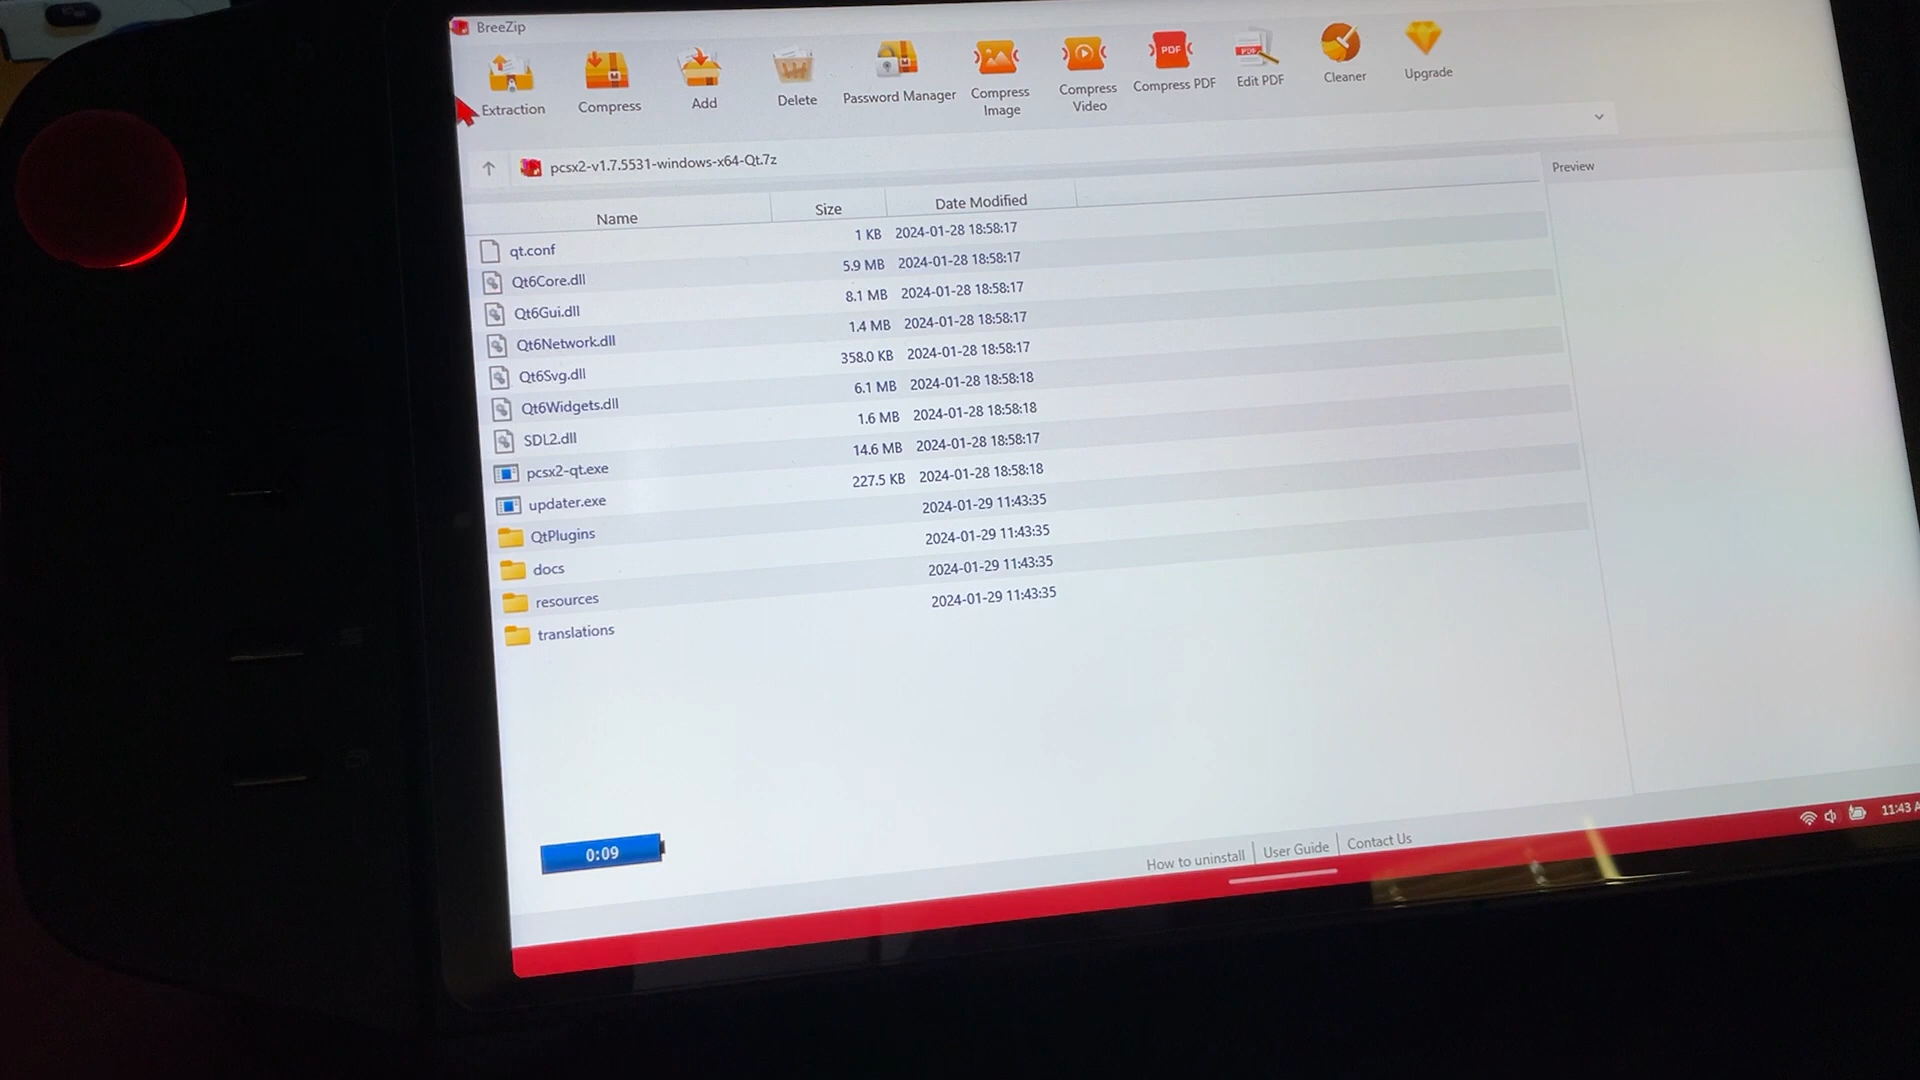 BreeZip
Extraction
Compress
Add
Delete
Password Manager
Compress
Image
Compress
Video
Compress PDF
PDF
Edit PDF
PDF
Cleaner
Upgrade
pcsx2-v1.7.5531-windows-x64-Qt.7z
Preview
Name Size Date Modified
qt.conf 1 KB 2024-01-28 18:58:17
Qt6Core.dll 5.9 MB 2024-01-28 18:58:17
Qt6Gui.dll 8.1 MB 2024-01-28 18:58:17
Qt6Network.dll 1.4 MB 2024-01-28 18:58:17
Qt6Svg.dll 358.0 KB 2024-01-28 18:58:17
Qt6Widgets.dll 6.1 MB 2024-01-28 18:58:18
SDL2.dll 1.6 MB 2024-01-28 18:58:18
pcsx2-qt.exe 14.6 MB 2024-01-28 18:58:17
updater.exe 227.5 KB 2024-01-28 18:58:18
QtPlugins 2024-01-29 11:43:35
docs 2024-01-29 11:43:35
resources 2024-01-29 11:43:35
translations 2024-01-29 11:43:35
0:09
How to uninstall User Guide Contact Us
11:43 A